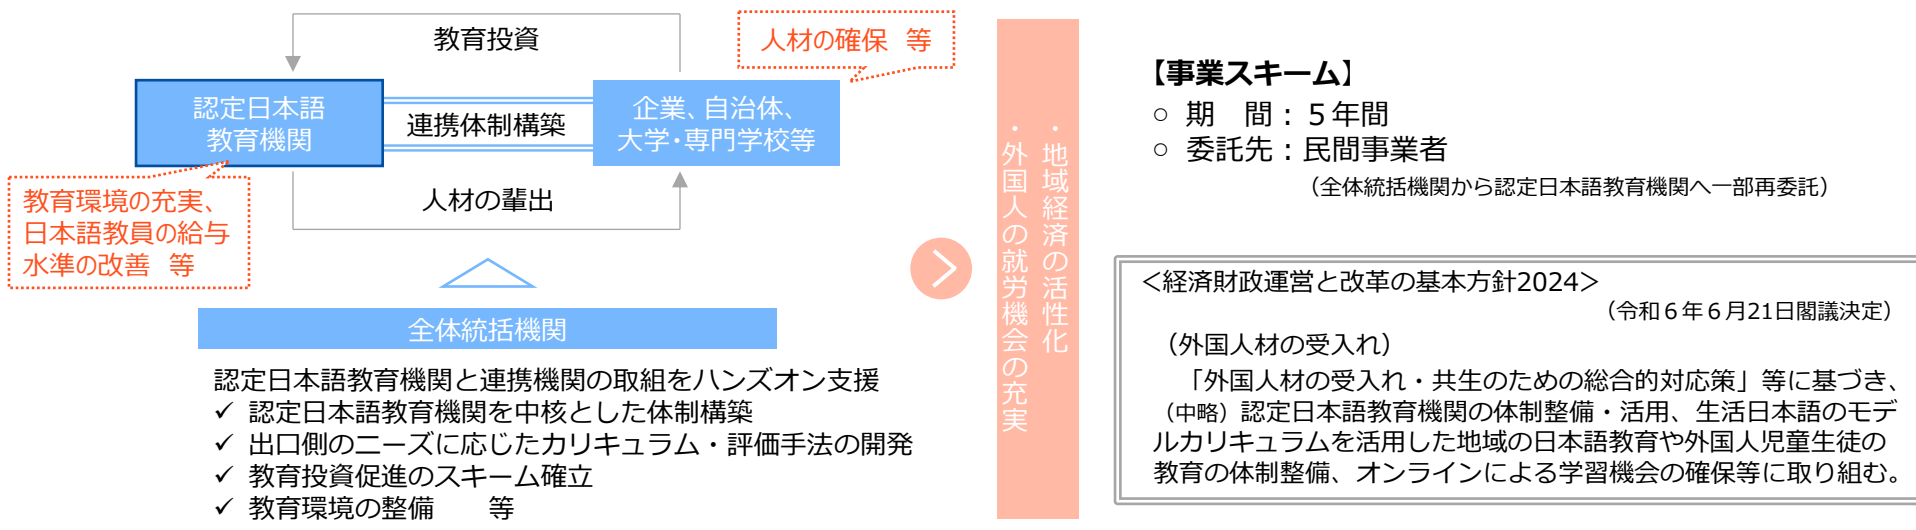 教育投資
人材の確保 等
認定日本語
教育機関
連携体制構築
企業、自治体、
大学・専門学校等
教育環境の充実、
日本語教員の給与
水準の改善 等
人材の輩出
全体統括機関
認定日本語教育機関と連携機関の取組をハンズオン支援
✓ 認定日本語教育機関を中核とした体制構築
✓ 出口側のニーズに応じたカリキュラム・評価手法の開発
✓ 教育投資促進のスキーム確立
✓ 教育環境の整備 等
・地域経済の活性化
・外国人の就労機会の充実
【事業スキーム】
○ 期 間：５年間
○ 委託先：民間事業者
（全体統括機関から認定日本語教育機関へ一部再委託）
＜経済財政運営と改革の基本方針2024＞
（令和６年６月21日閣議決定）
（外国人材の受入れ）
「外国人材の受入れ・共生のための総合的対応策」等に基づき、
（中略）認定日本語教育機関の体制整備・活用、生活日本語のモデ
ルカリキュラムを活用した地域の日本語教育や外国人児童生徒の
教育の体制整備、オンラインによる学習機会の確保等に取り組む。